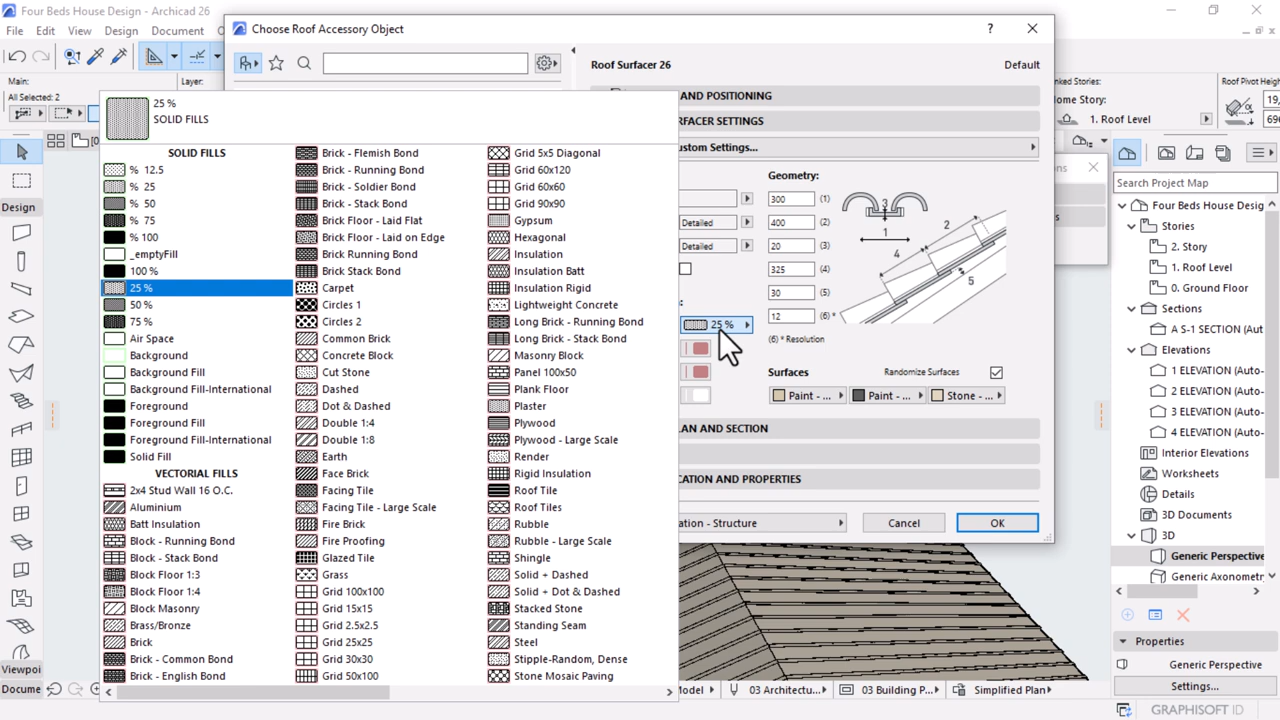 Four Beds House Design - Archicad 26
File
Edit
View
Design
Document
Main:
All Selected: 2
Layer:
Choose Roof Accessory Object
?
Roof Surfacer 26
Default
AND POSITIONING
RFACER SETTINGS
ustom Settings...
Geometry:
300 (1)
400 (2)
20 (3)
325 (4)
30 (5)
12 (6)*
(6) * Resolution
Detailed
Detailed
25 %
1
2
3
4
5
Surfaces
Randomize Surfaces
Paint - ...
Paint - ...
Stone - ...
LAN AND SECTION
CATION AND PROPERTIES
ation - Structure
Cancel
OK
25 %
SOLID FILLS
SOLID FILLS
% 12.5
% 25
% 50
% 75
% 100
_emptyFill
100 %
25 %
50 %
75 %
Air Space
Background
Background Fill
Background Fill-International
Foreground
Foreground Fill
Foreground Fill-International
Solid Fill
VECTORIAL FILLS
2x4 Stud Wall 16 O.C.
Aluminium
Batt Insulation
Block - Running Bond
Block - Stack Bond
Block Floor 1:3
Block Floor 1:4
Block Masonry
Brass/Bronze
Brick
Brick - Common Bond
Brick - English Bond
Brick - Flemish Bond
Brick - Running Bond
Brick - Soldier Bond
Brick - Stack Bond
Brick Floor - Laid Flat
Brick Floor - Laid on Edge
Brick Running Bond
Brick Stack Bond
Carpet
Circles 1
Circles 2
Common Brick
Concrete Block
Cut Stone
Dashed
Dot & Dashed
Double 1:4
Double 1:8
Earth
Face Brick
Facing Tile
Facing Tile - Large Scale
Fire Brick
Fire Proofing
Glazed Tile
Grass
Grid 100x100
Grid 15x15
Grid 2.5x2.5
Grid 25x25
Grid 30x30
Grid 50x100
Grid 5x5 Diagonal
Grid 60x120
Grid 60x60
Grid 90x90
Gypsum
Hexagonal
Insulation
Insulation Batt
Insulation Rigid
Lightweight Concrete
Long Brick - Running Bond
Long Brick - Stack Bond
Masonry Block
Panel 100x50
Plank Floor
Plaster
Plywood
Plywood - Large Scale
Render
Rigid Insulation
Roof Tile
Roof Tiles
Rubble
Rubble - Large Scale
Shingle
Solid + Dashed
Solid + Dot & Dashed
Stacked Stone
Standing Seam
Steel
Stipple-Random, Dense
Stone Mosaic Paving
inked Stories:
ome Story:
1. Roof Level
Roof Pivot Height
19,
696
ons
s
Search Project Map
Four Beds House Desig
Stories
2. Story
1. Roof Level
0. Ground Floor
Sections
A S-1 SECTION (Aut
Elevations
1 ELEVATION (Auto-
2 ELEVATION (Auto-
3 ELEVATION (Auto-
4 ELEVATION (Auto-
Interior Elevations
Worksheets
Details
3D Documents
3D
Generic Perspective
Generic Axonometr
Properties
Generic Perspective
Settings...
GRAPHISOFT ID
Design
Viewpoi
Docume
odel
03 Architectu...
03 Building P...
Simplified Plan